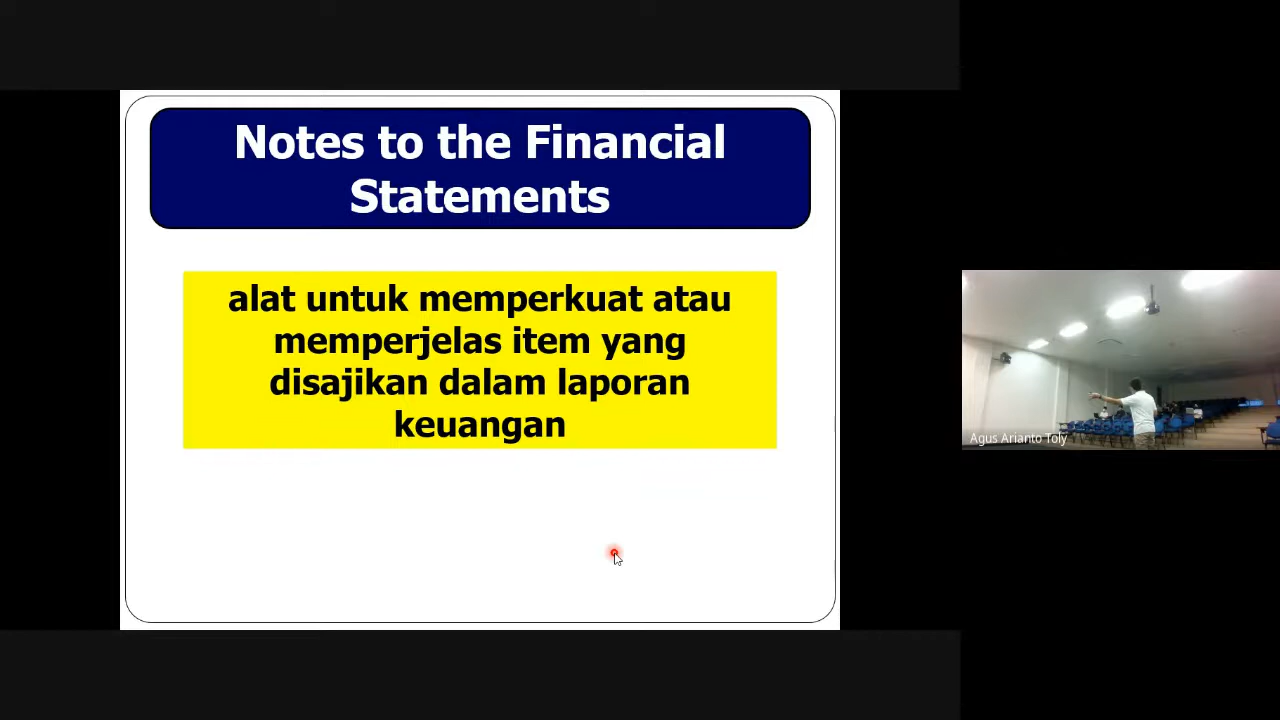 Notes to the Financial
Statements
alat untuk memperkuat atau
memperjelas item yang
disajikan dalam laporan
keuangan
Agus Arianto Toly